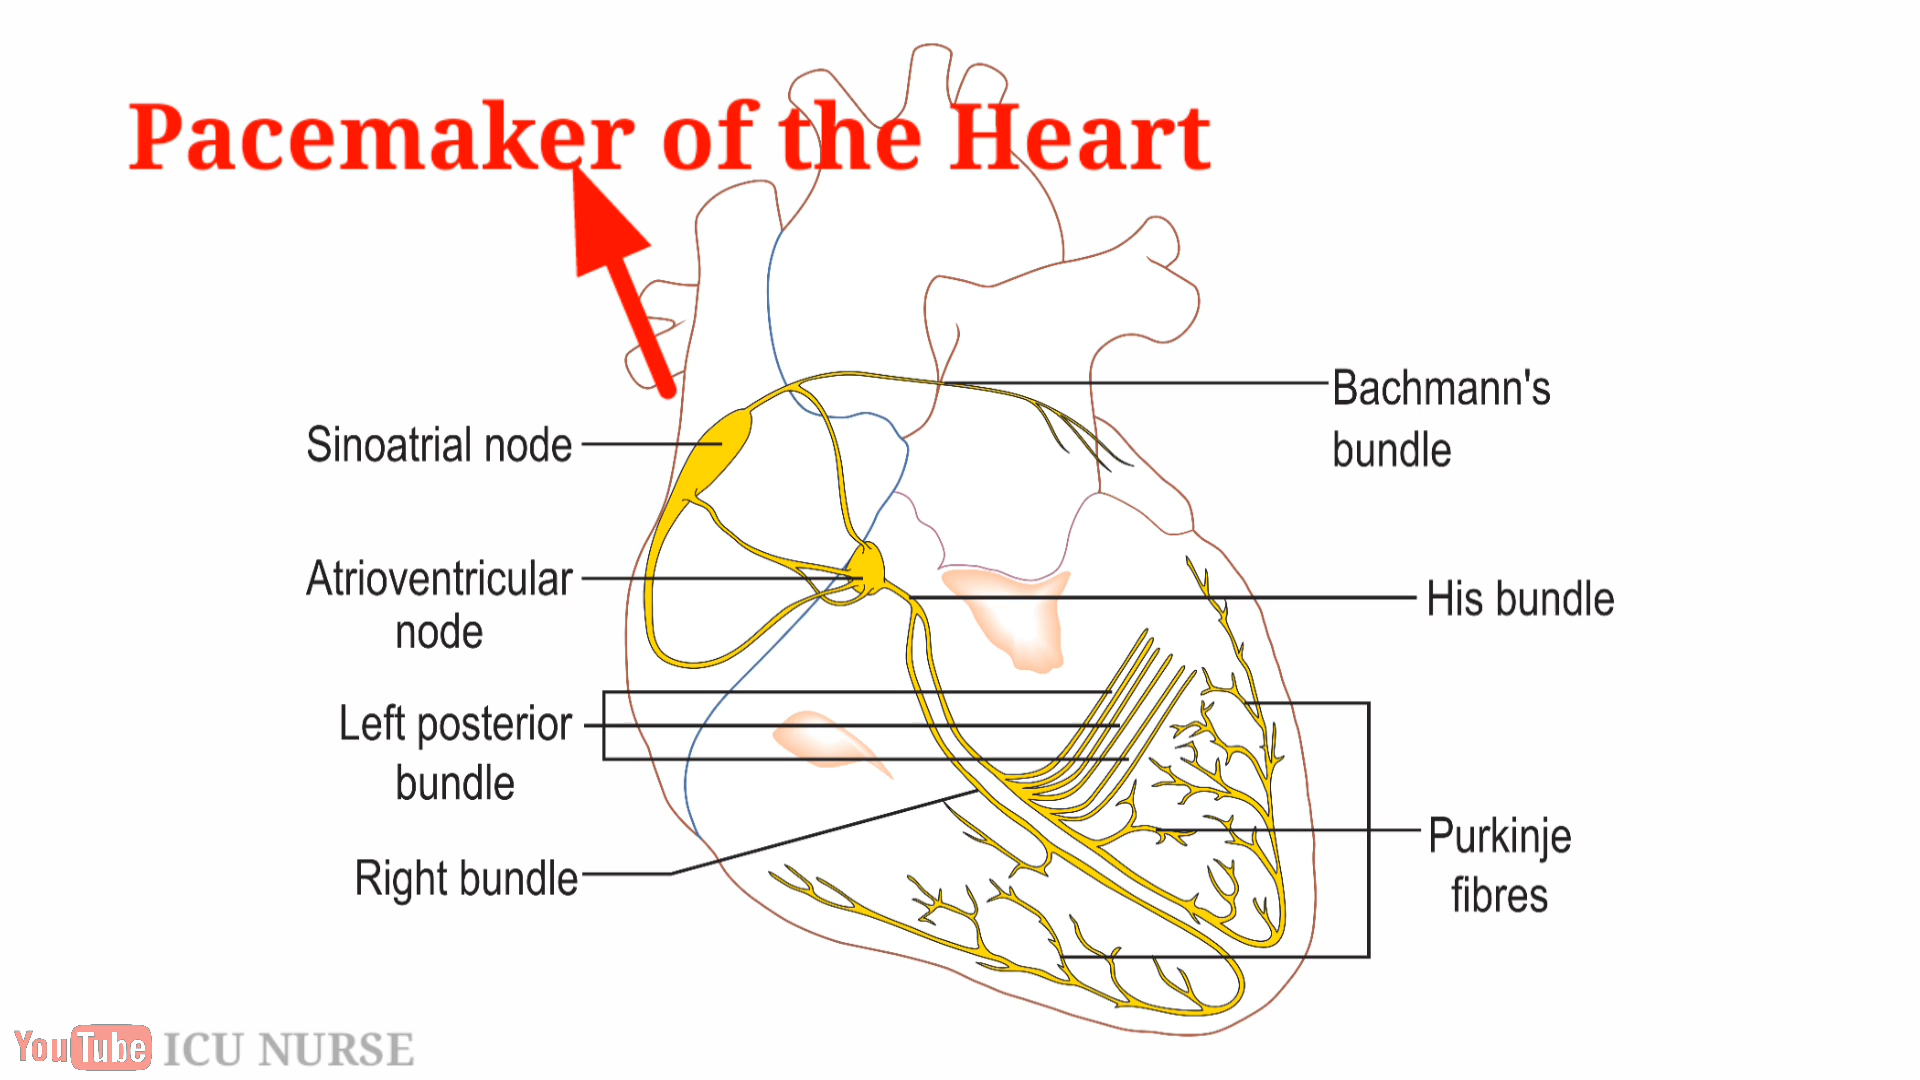 Pacemaker of the Heart
Bachmann's
bundle
Sinoatrial node
Atrioventricular
node
His bundle
Left posterior
bundle
Right bundle
Purkinje
fibres
YouTube ICU NURSE